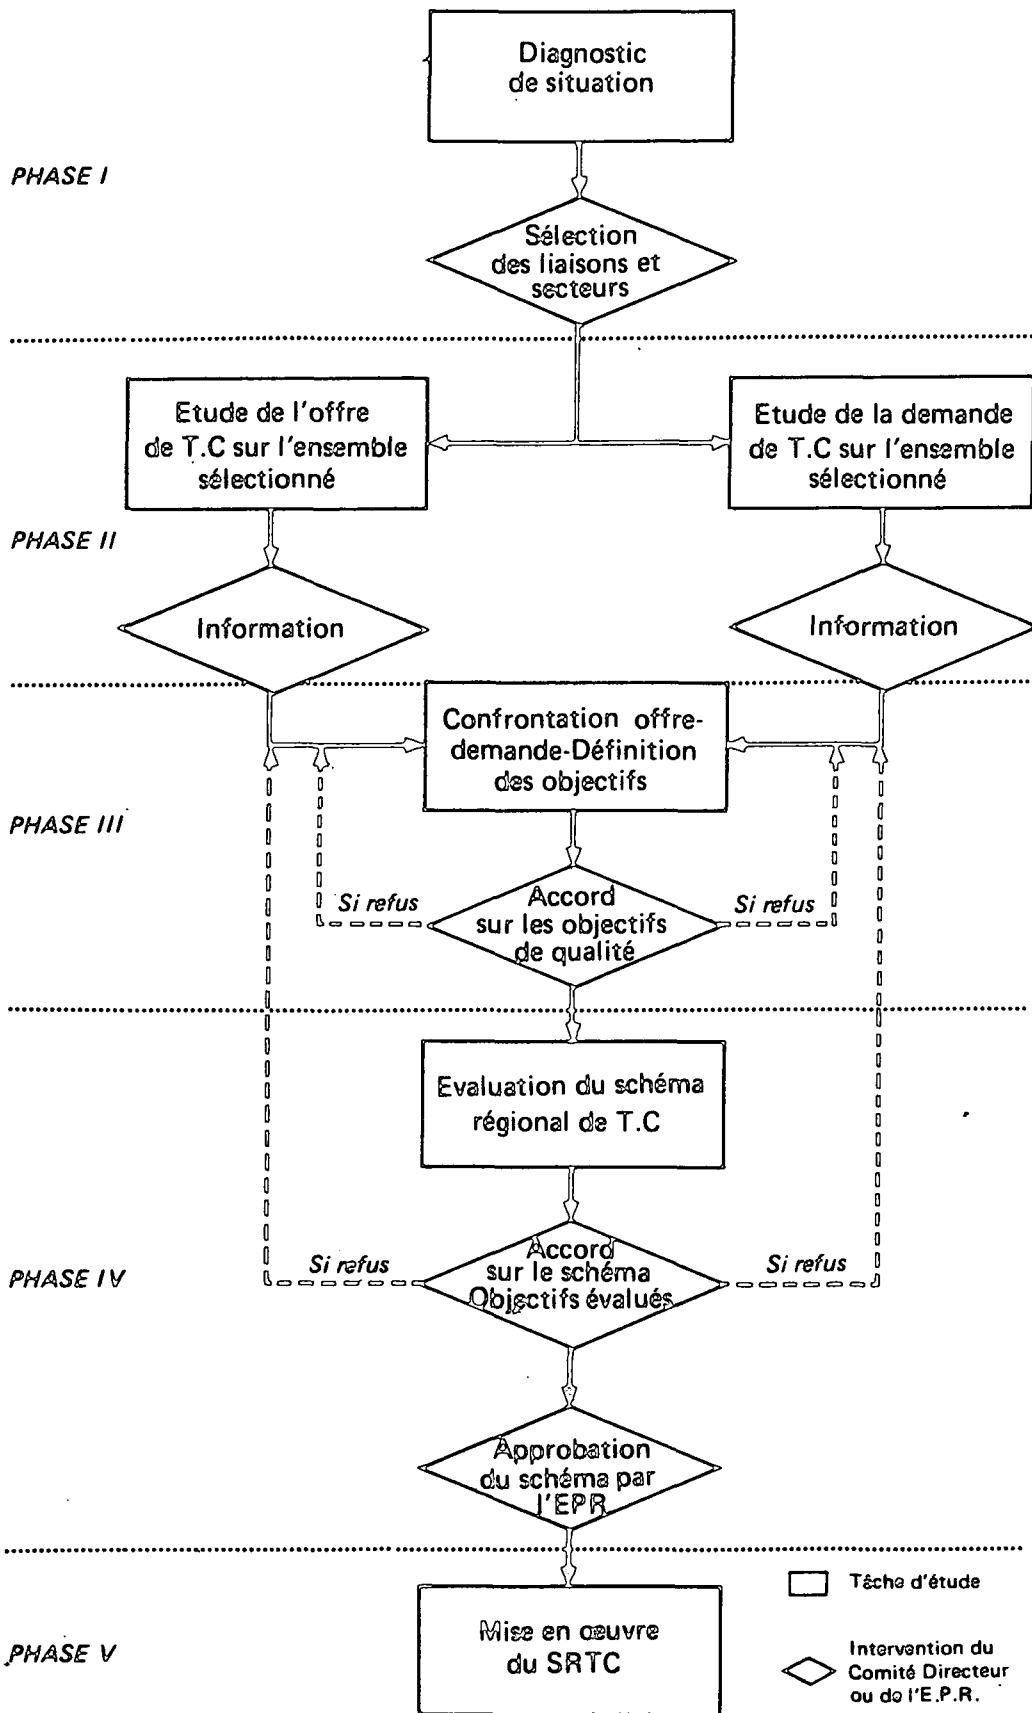 Diagnostic
de situation
PHASE I
Sélection
des liaisons et
secteurs
Etude de l'offre
de T.C sur l'ensemble
sélectionné
Etude de la demande
de T.C sur l'ensemble
sélectionné
PHASE II
Information
Information
Confrontation offre-
demande-Définition
des objectifs
PHASE III
Si refus
Accord
sur les objectifs
de qualité
Si refus
Evaluation du schéma
régional de T.C
PHASE IV
Si refus
Accord
sur le schéma
Objectifs évalués
Si refus
Approbation
du schéma par
l'EPR
PHASE V
Mise en œuvre
du SRTC
Tâche d'étude
Intervention du
Comité Directeur
ou de l'E.P.R.